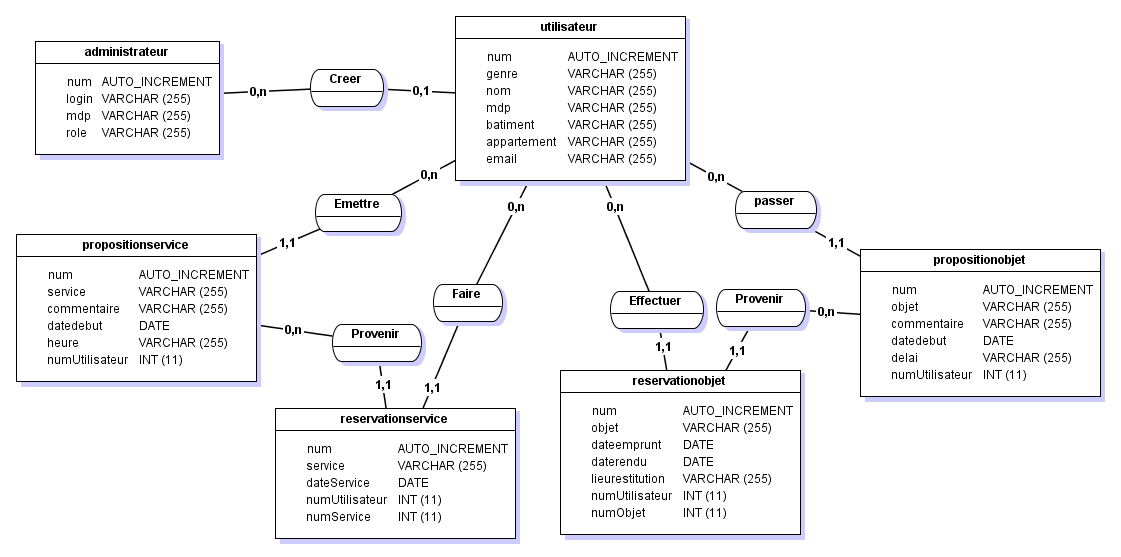 utilisateur
num AUTO_INCREMENT
genre VARCHAR (255)
nom VARCHAR (255)
mdp VARCHAR (255)
batiment VARCHAR (255)
appartement VARCHAR (255)
email VARCHAR (255)
administrateur
num AUTO_INCREMENT
login VARCHAR (255)
mdp VARCHAR (255)
role VARCHAR (255)
0,n
Creer
0,1
0,n
Emettre
1,1
0,n
0,n
0,n
passer
1,1
propositionservice
num AUTO_INCREMENT
service VARCHAR (255)
commentaire VARCHAR (255)
datedebut DATE
heure VARCHAR (255)
numUtilisateur INT (11)
propositionobjet
num AUTO_INCREMENT
objet VARCHAR (255)
commentaire VARCHAR (255)
datedebut DATE
delai VARCHAR (255)
numUtilisateur INT (11)
Faire
Effectuer
Provenir
0,n
0,n
Provenir
1,1
1,1
1,1
1,1
reservationservice
num AUTO_INCREMENT
service VARCHAR (255)
dateService DATE
numUtilisateur INT (11)
numService INT (11)
reservationobjet
num AUTO_INCREMENT
objet VARCHAR (255)
dateemprunt DATE
daterendu DATE
lieurestitution VARCHAR (255)
numUtilisateur INT (11)
numObjet INT (11)